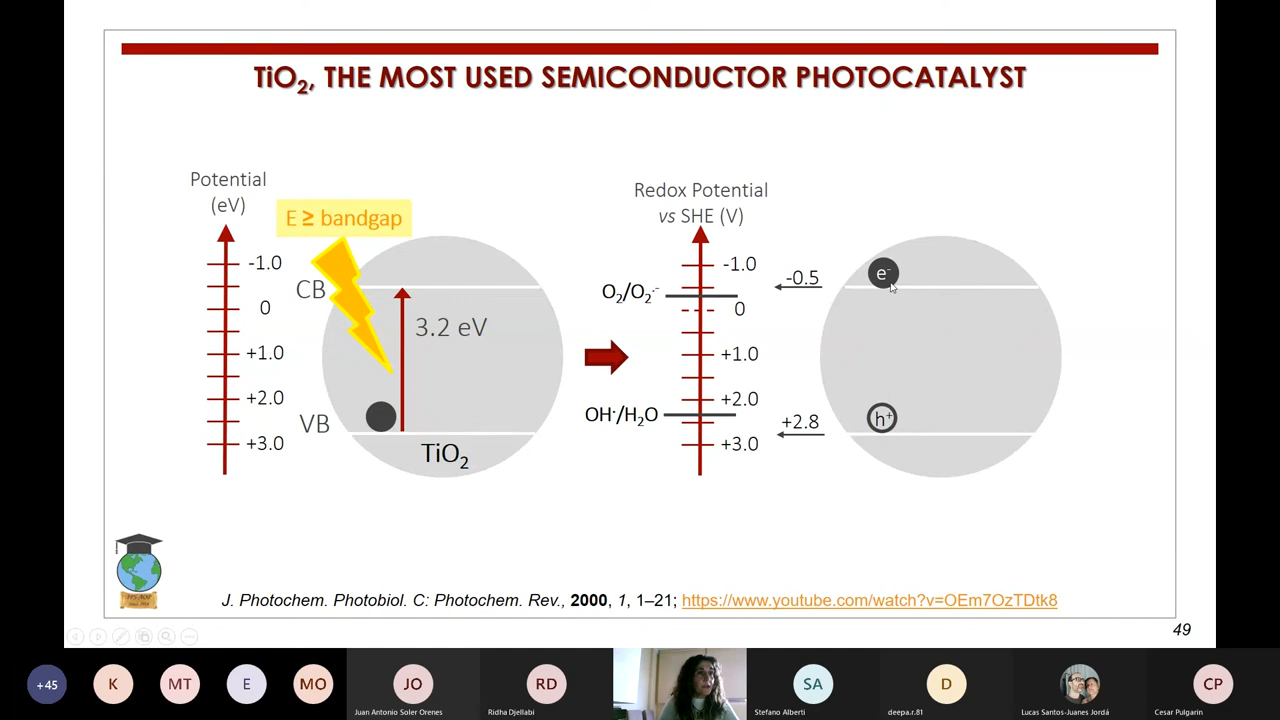 TiO₂, THE MOST USED SEMICONDUCTOR PHOTOCATALYST
Potential
(eV)
E ≥ bandgap
-1.0
CB
0
3.2 eV
+1.0
+2.0
VB
+3.0
TiO₂
Redox Potential
vs SHE (V)
-1.0
-0.5
O₂/O₂·⁻
0
+1.0
+2.0
OH·/H₂O
+2.8
+3.0
e⁻
h⁺
J. Photochem. Photobiol. C: Photochem. Rev., 2000, 1, 1–21; https://www.youtube.com/watch?v=OEm7OzTDtk8
49
+45
K
MT
E
MO
JO
Juan Antonio Soler Orenes
RD
Ridha Djellabi
SA
Stefano Alberti
D
deepa.r.81
Lucas Santos-Juanes Jordá
CP
Cesar Pulgarin